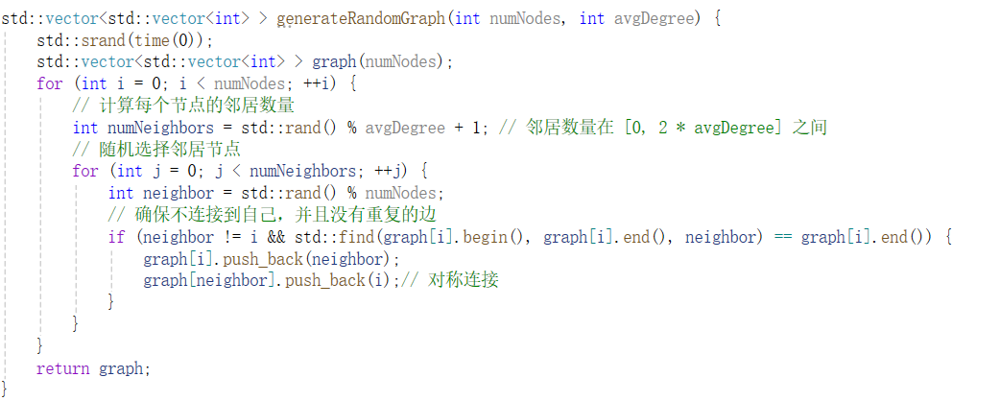 std::vector<std::vector<int> > generateRandomGraph(int numNodes, int avgDegree) {
    std::srand(time(0));
    std::vector<std::vector<int> > graph(numNodes);
    for (int i = 0; i < numNodes; ++i) {
        // 计算每个节点的邻居数量
        int numNeighbors = std::rand() % avgDegree + 1; // 邻居数量在 [0, 2 * avgDegree] 之间
        // 随机选择邻居节点
        for (int j = 0; j < numNeighbors; ++j) {
            int neighbor = std::rand() % numNodes;
            // 确保不连接到自己，并且没有重复的边
            if (neighbor != i && std::find(graph[i].begin(), graph[i].end(), neighbor) == graph[i].end()) {
                graph[i].push_back(neighbor);
                graph[neighbor].push_back(i);// 对称连接
            }
        }
    }
    return graph;
}